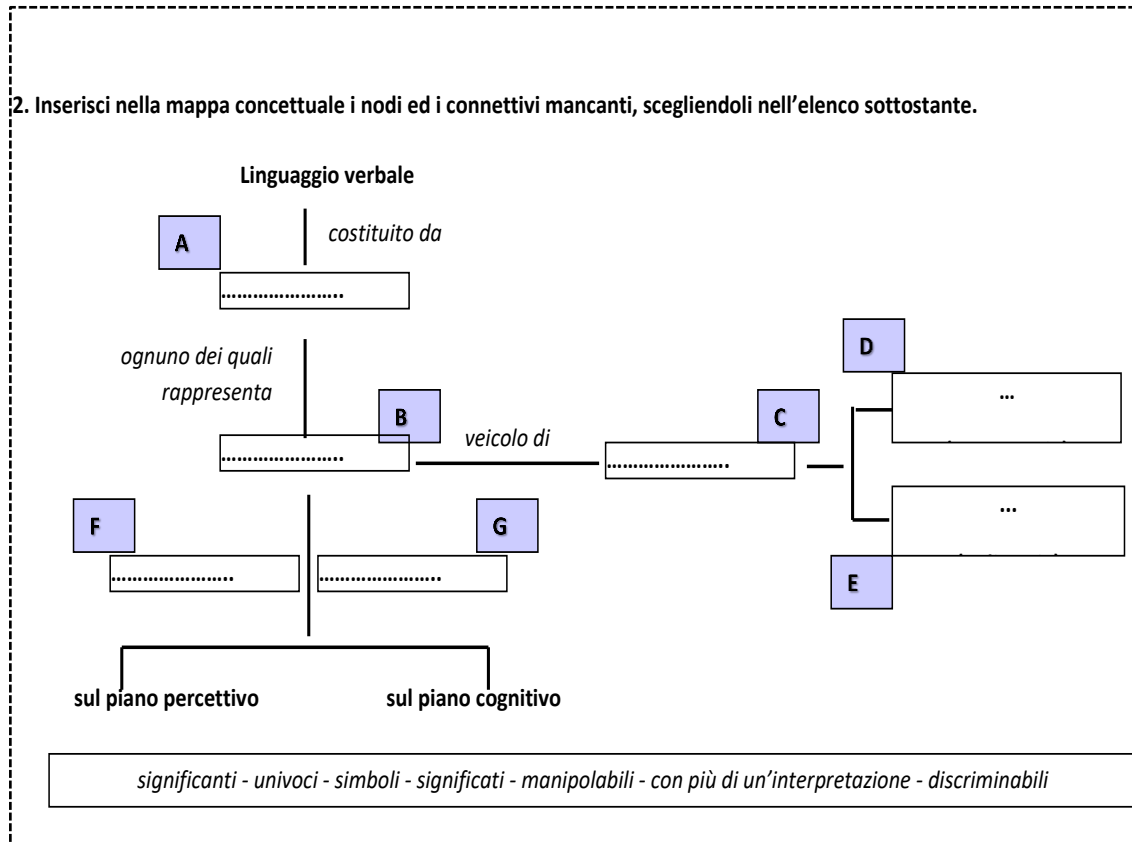 2. Inserisci nella mappa concettuale i nodi ed i connettivi mancanti, scegliendoli nell’elenco sottostante.
Linguaggio verbale
costituito da
A
…………………..
ognuno dei quali
rappresenta
B
…………………..
veicolo di
C
…………………..
D
…
E
…
F
…………………..
G
…………………..
sul piano percettivo
sul piano cognitivo
significanti - univoci - simboli - significati - manipolabili - con più di un’interpretazione - discriminabili